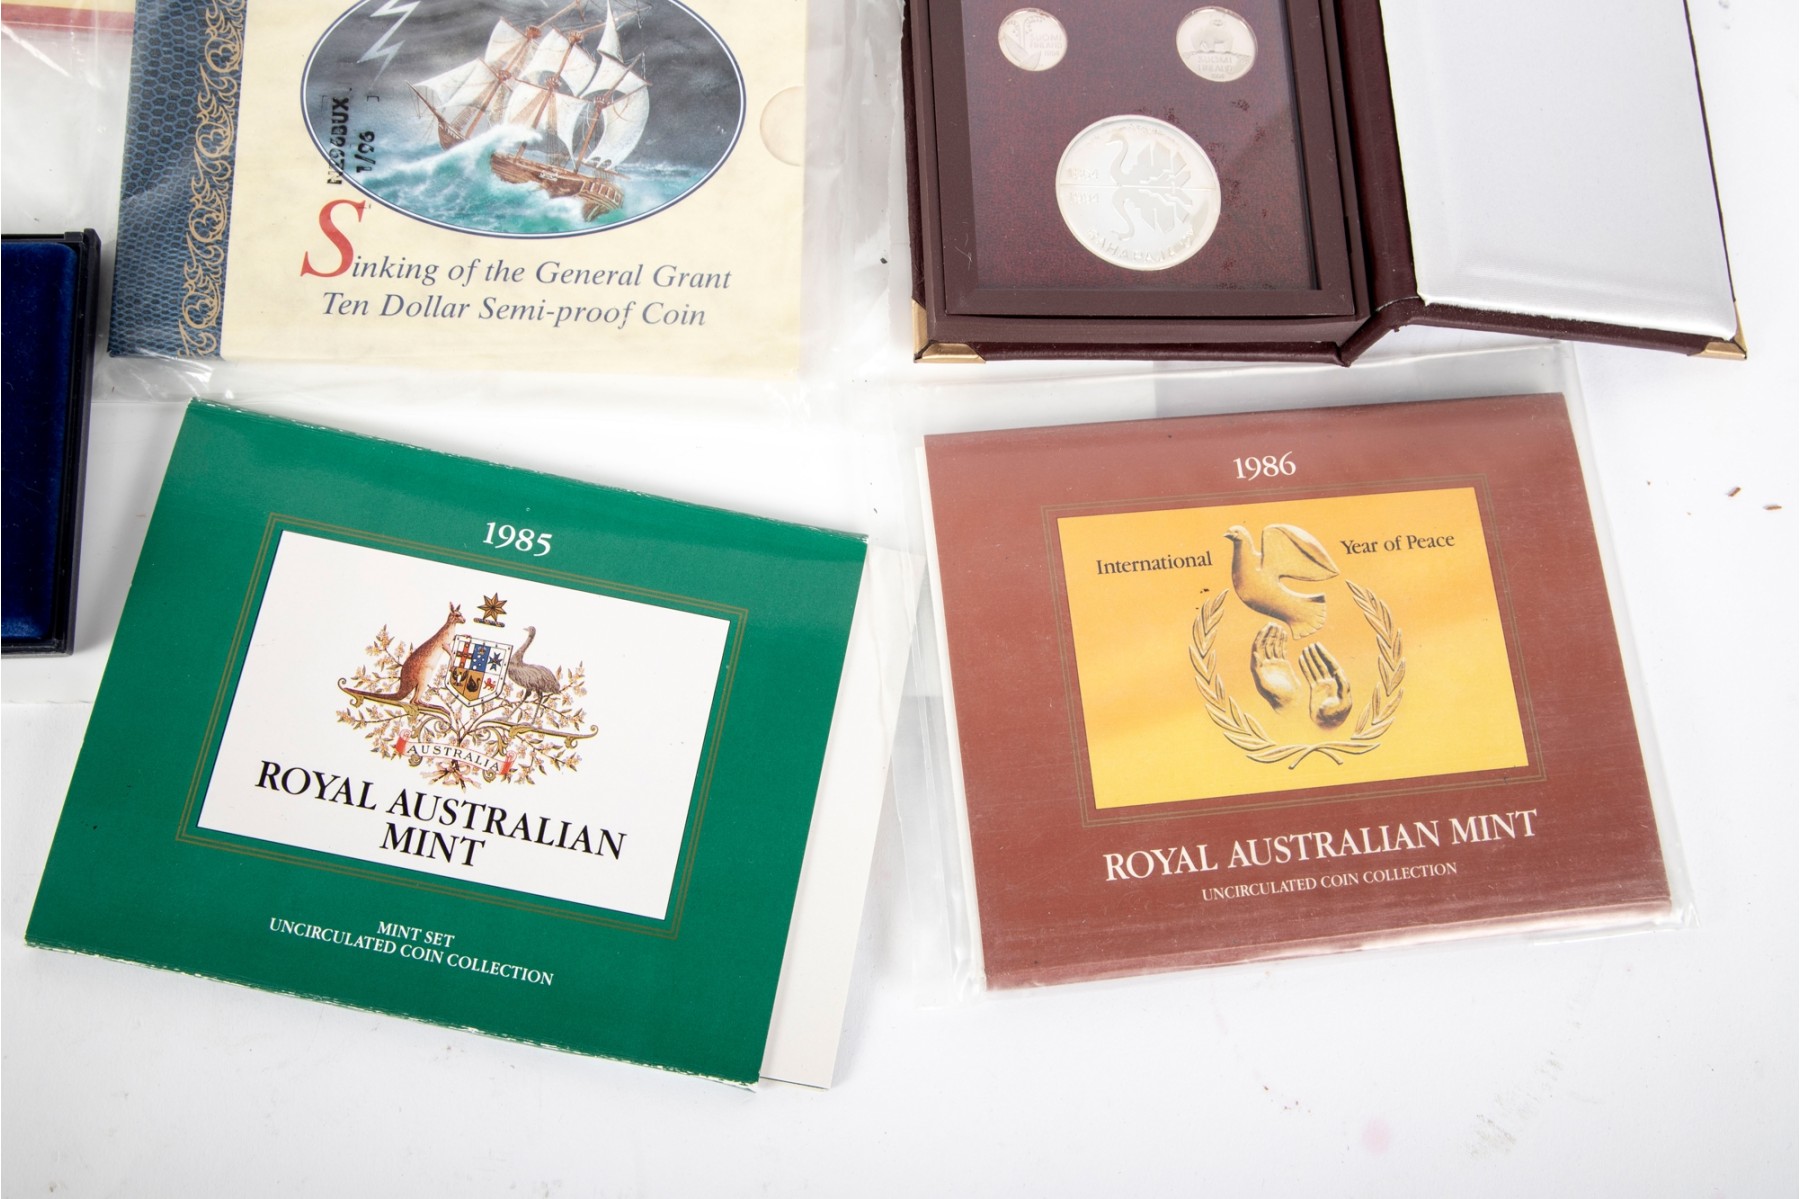 Sinking of the General Grant
Ten Dollar Semi-proof Coin
1985
AUSTRALIA
ROYAL AUSTRALIAN
MINT
MINT SET
UNCIRCULATED COIN COLLECTION
1986
International Year of Peace
ROYAL AUSTRALIAN MINT
UNCIRCULATED COIN COLLECTION